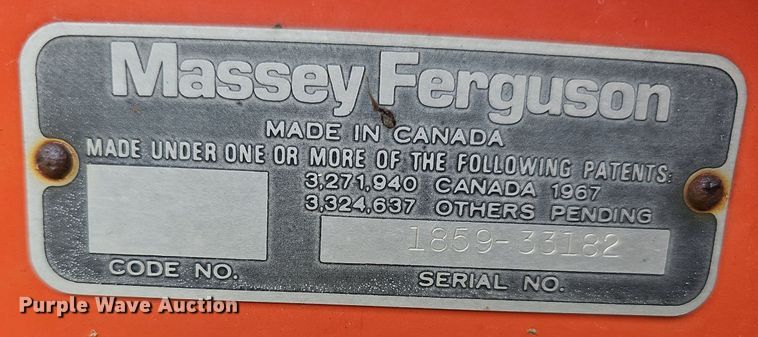 Massey Ferguson
MADE IN CANADA
MADE UNDER ONE OR MORE OF THE FOLLOWING PATENTS:
3,271,940 CANADA 1967
3,324,637 OTHERS PENDING
1859-33182
CODE NO. SERIAL NO.
Purple Wave Auction